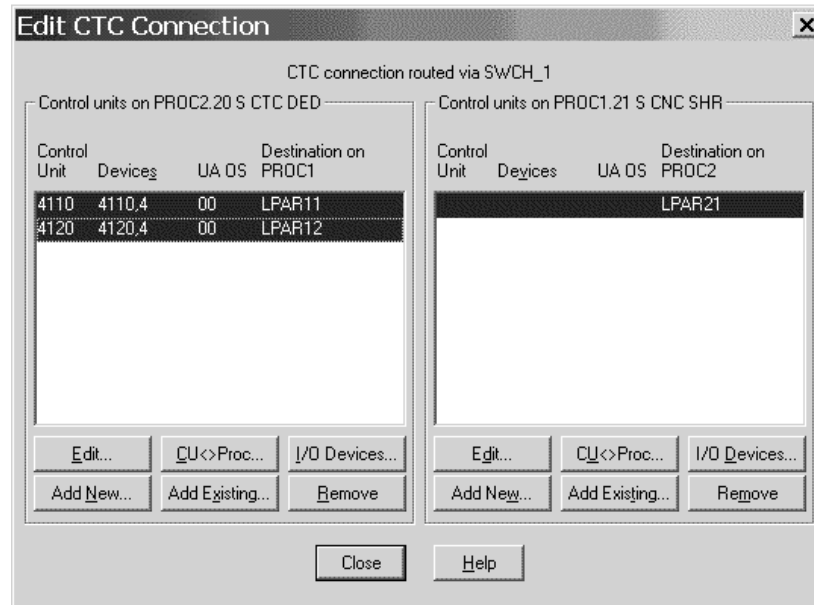 Edit CTC Connection
CTC connection routed via SWCH_1
Control units on PROC2.20 S CTC DED
Control Unit Devices UA OS Destination on PROC1
4110 4110,4 00 LPAR11
4120 4120,4 00 LPAR12
Edit... CU<>Proc... I/O Devices...
Add New... Add Existing... Remove
Control units on PROC1.21 S CNC SHR
Control Unit Devices UA OS Destination on PROC2
LPAR21
Edit... CU<>Proc... I/O Devices...
Add New... Add Existing... Remove
Close Help